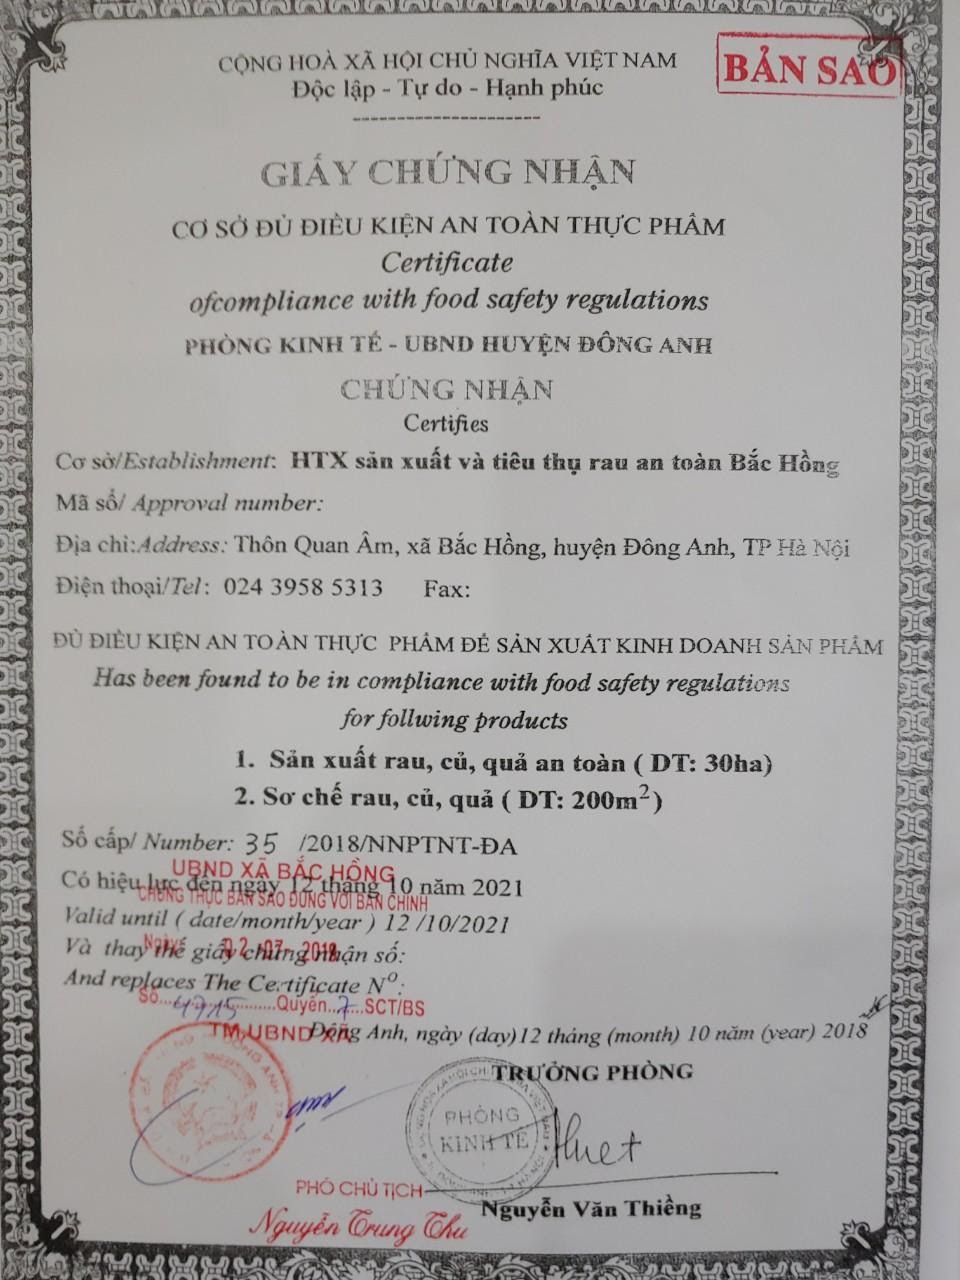 CỘNG HOÀ XÃ HỘI CHỦ NGHĨA VIỆT NAM
BẢN SAO
Độc lập - Tự do - Hạnh phúc
GIẤY CHỨNG NHẬN
CƠ SỞ ĐỦ ĐIỀU KIỆN AN TOÀN THỰC PHẨM
Certificate
ofcompliance with food safety regulations
PHÒNG KINH TẾ - UBND HUYỆN ĐÔNG ANH
CHỨNG NHẬN
Certifies
Cơ sở/Establishment: HTX sản xuất và tiêu thụ rau an toàn Bắc Hồng
Mã số/ Approval number:
Địa chỉ:Address: Thôn Quan Âm, xã Bắc Hồng, huyện Đông Anh, TP Hà Nội
Điện thoại/Tel: 024 3958 5313 Fax:
ĐỦ ĐIỀU KIỆN AN TOÀN THỰC PHẨM ĐỂ SẢN XUẤT KINH DOANH SẢN PHẨM
Has been found to be in compliance with food safety regulations
for follwing products
1. Sản xuất rau, củ, quả an toàn ( DT: 30ha)
2. Sơ chế rau, củ, quả ( DT: 200m²)
Số cấp/ Number: 35 /2018/NNPTNT-ĐA
UBND XÃ BẮC HỒNG
Có hiệu lực đến ngày 12 tháng 10 năm 2021
CHỨNG THỰC BẢN SAO ĐÚNG VỚI BẢN CHÍNH
Valid until ( date/month/year ) 12 /10/2021
Và thay thế giấy chứng nhận số:
Ngày 02 -07- 2019
And replaces The Certificate Nº:
Số...4715...Quyển...7...SCT/BS
TM.UBND XÃ
Đông Anh, ngày (day)12 tháng (month) 10 năm (year) 2018
TRƯỞNG PHÒNG
PHÒNG
KINH TẾ
PHÓ CHỦ TỊCH
Nguyễn Văn Thiềng
Nguyễn Trung Thu